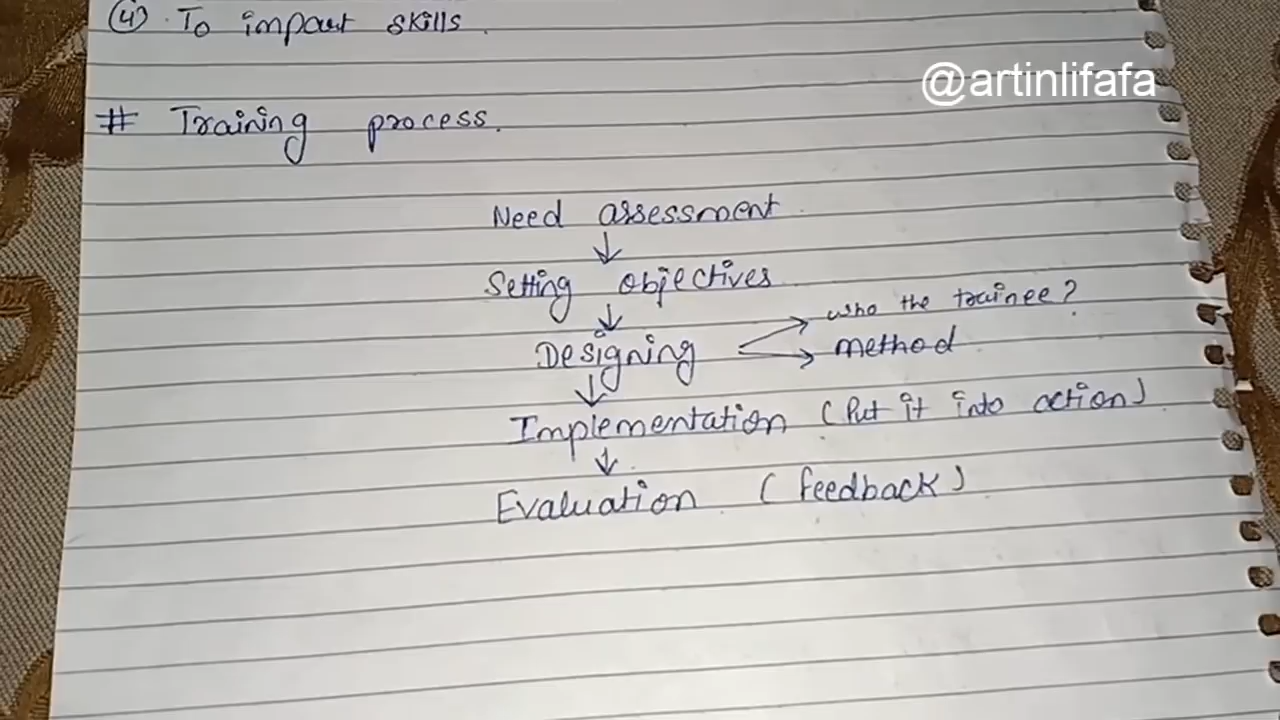 (4) To impart skills.
@artinlifafa
# Training process.
Need assessment
↓
Setting objectives
↓
Designing → who the trainee?
→ method
↓
Implementation (Put it into action)
↓
Evaluation (feedback)